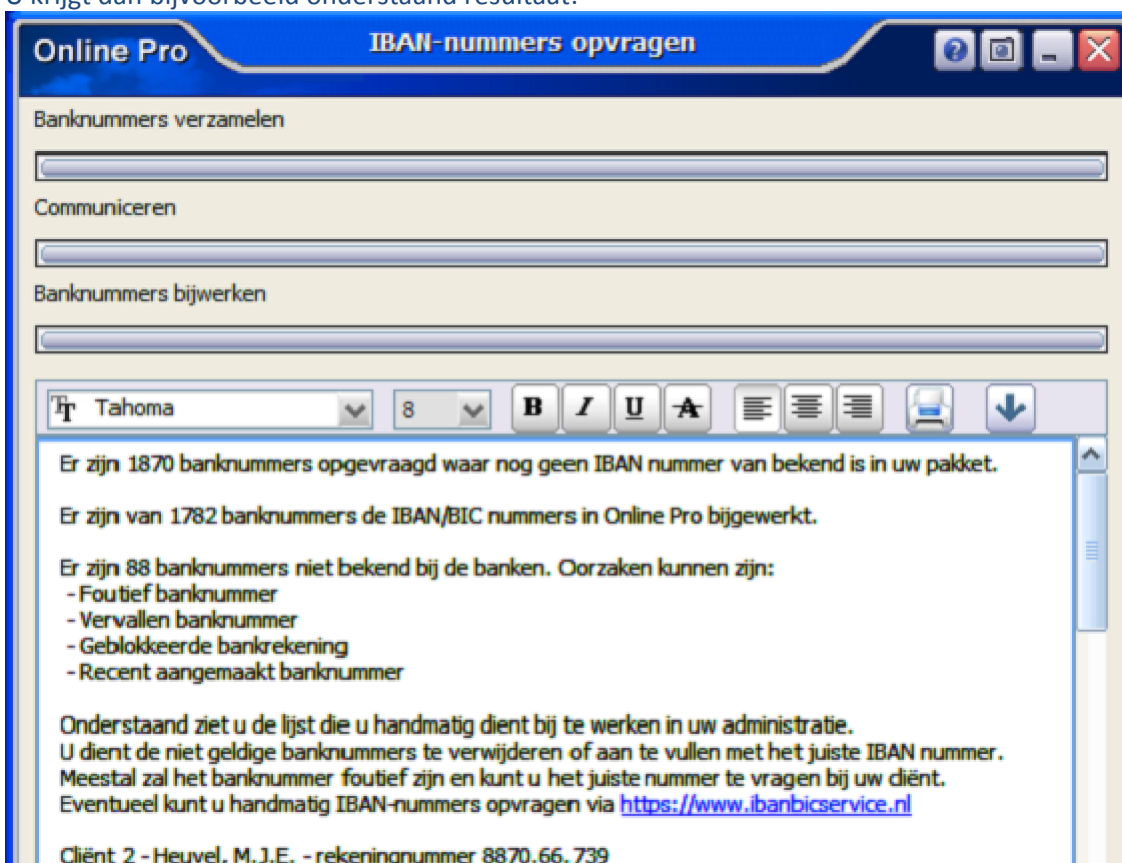 U krijgt dan bijvoorbeeld onderstaand resultaat:
Online Pro
IBAN-nummers opvragen
Banknummers verzamelen
Communiceren
Banknummers bijwerken
Tahoma
8
B I U A
Er zijn 1870 banknummers opgevraagd waar nog geen IBAN nummer van bekend is in uw pakket.
Er zijn van 1782 banknummers de IBAN/BIC nummers in Online Pro bijgewerkt.
Er zijn 88 banknummers niet bekend bij de banken. Oorzaken kunnen zijn:
- Foutief banknummer
- Vervallen banknummer
- Geblokkeerde bankrekening
- Recent aangemaakt banknummer
Onderstaand ziet u de lijst die u handmatig dient bij te werken in uw administratie.
U dient de niet geldige banknummers te verwijderen of aan te vullen met het juiste IBAN nummer.
Meestal zal het banknummer foutief zijn en kunt u het juiste nummer te vragen bij uw cliënt.
Eventueel kunt u handmatig IBAN-nummers opvragen via https://www.ibanbicservice.nl
Cliënt 2 - Heuvel, M.J.E. - rekeningnummer 8870.66.739